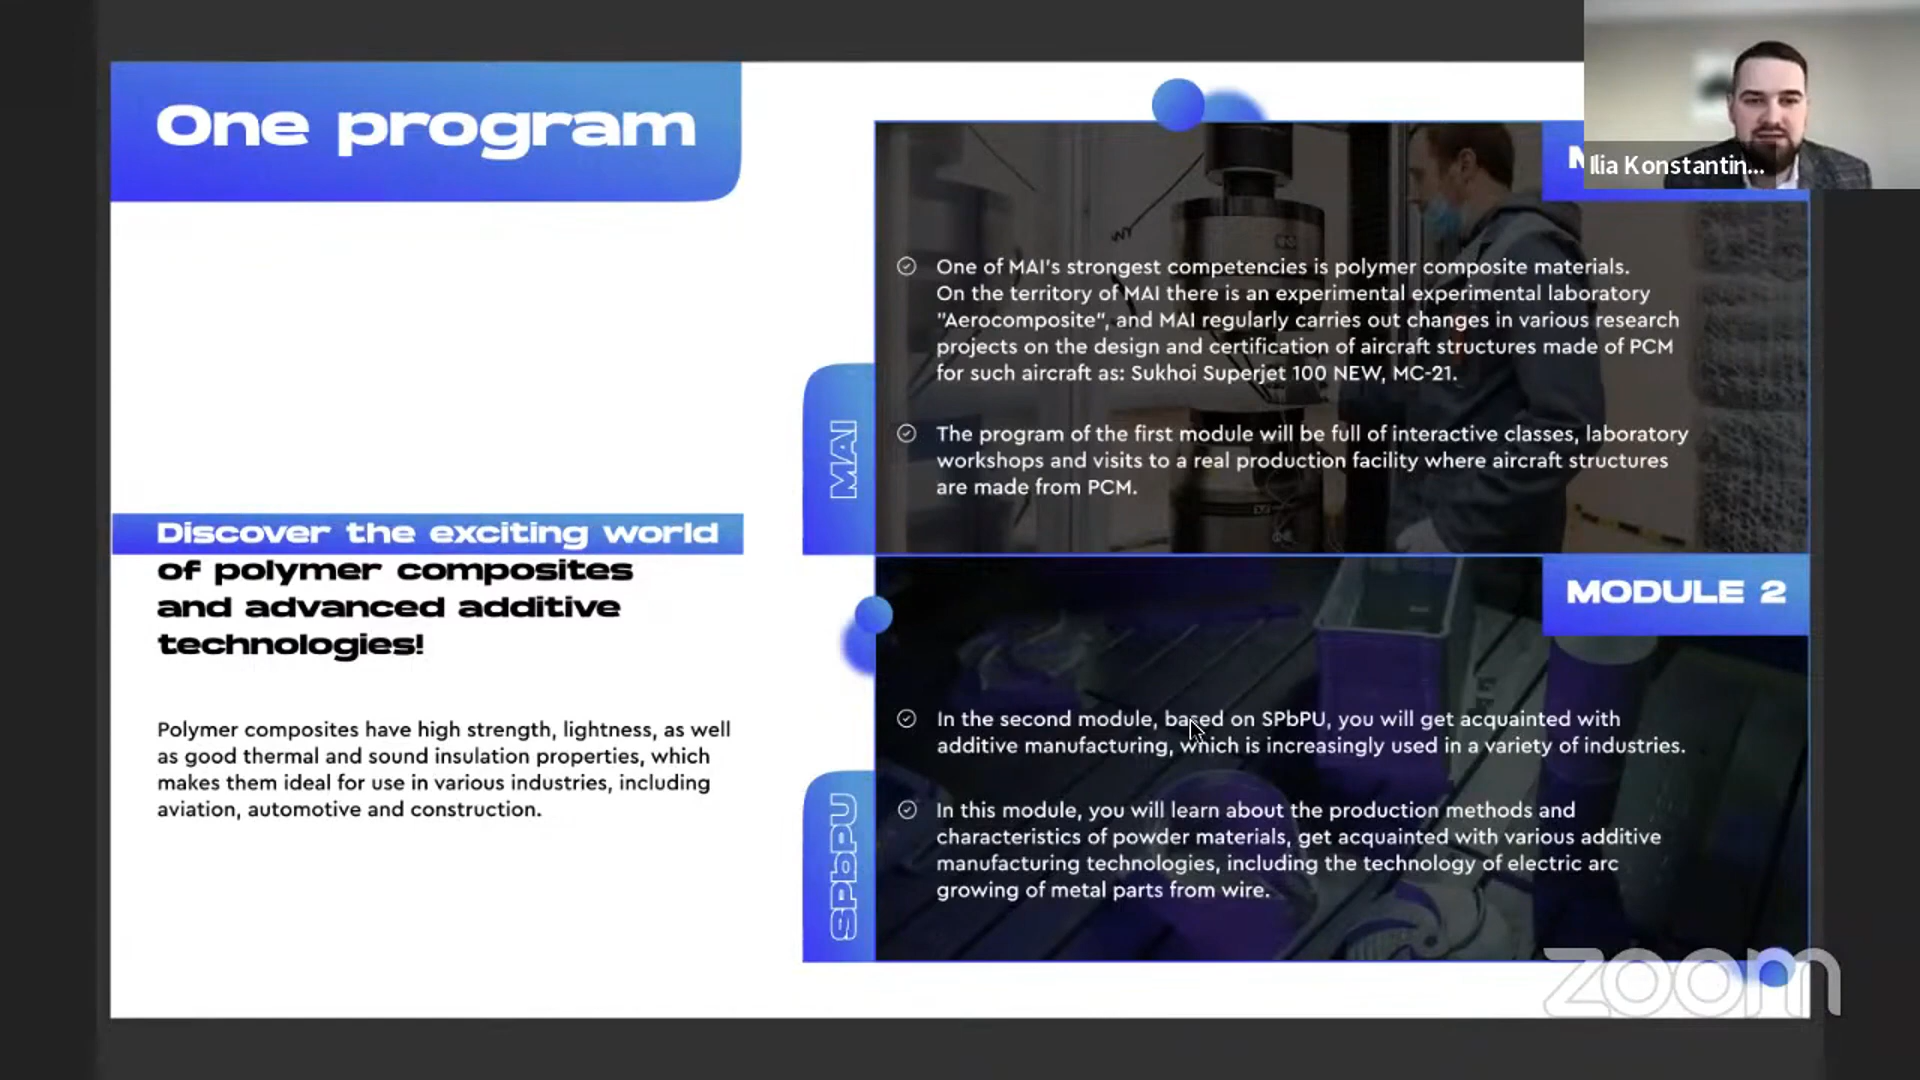 One program
Discover the exciting world
of polymer composites
and advanced additive
technologies!
Polymer composites have high strength, lightness, as well
as good thermal and sound insulation properties, which
makes them ideal for use in various industries, including
aviation, automotive and construction.
Ilia Konstantin...
MAI
One of MAI's strongest competencies is polymer composite materials.
On the territory of MAI there is an experimental experimental laboratory
"Aerocomposite", and MAI regularly carries out changes in various research
projects on the design and certification of aircraft structures made of PCM
for such aircraft as: Sukhoi Superjet 100 NEW, MC-21.
The program of the first module will be full of interactive classes, laboratory
workshops and visits to a real production facility where aircraft structures
are made from PCM.
MODULE 2
SPbPU
In the second module, based on SPbPU, you will get acquainted with
additive manufacturing, which is increasingly used in a variety of industries.
In this module, you will learn about the production methods and
characteristics of powder materials, get acquainted with various additive
manufacturing technologies, including the technology of electric arc
growing of metal parts from wire.
zoom